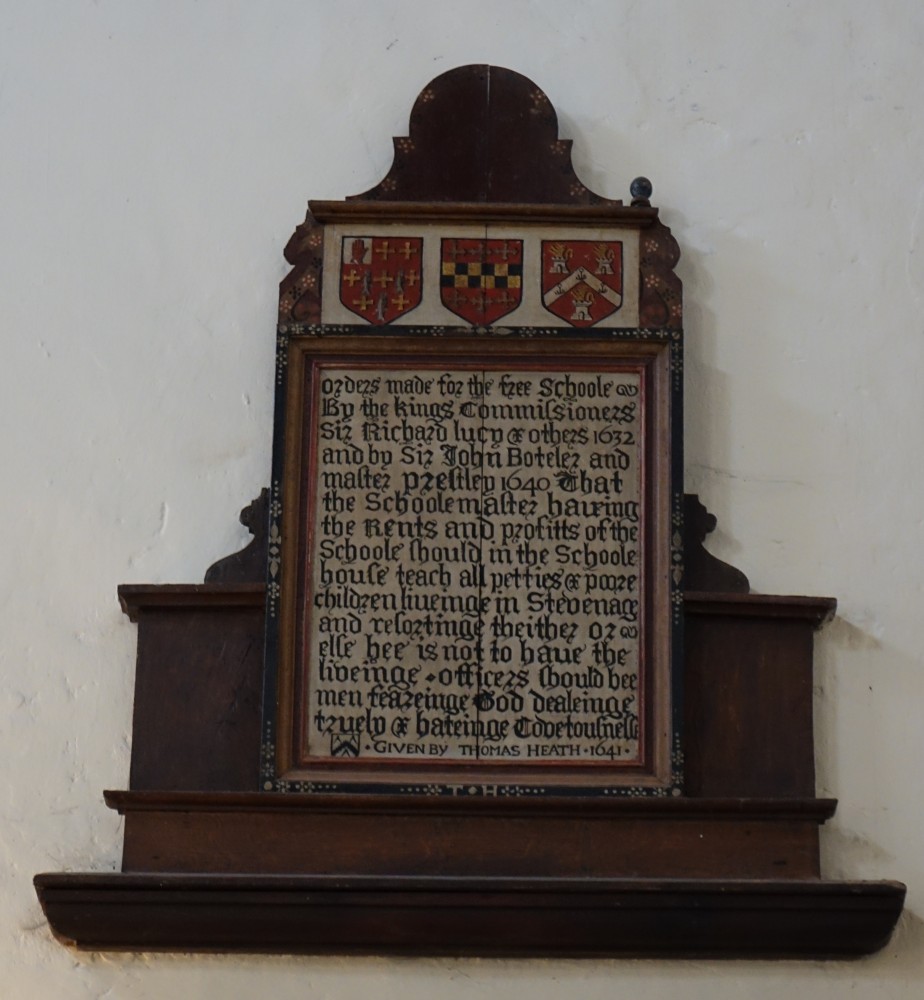 orders made for the free Schoole
By the kings Commissioners
Sir Richard lucy & others 1632
and by Sir John Boteler and
master prestley 1640 That
the Schoolemaster haveing
the Rents and profitts of the
Schoole should in the Schoole
house teach all petties & poore
children liveinge in Stevenage
and resortinge theither or
else hee is not to have the
liveinge officers should bee
men feareinge God dealeinge
truely & hateinge Covetousnesse
· GIVEN BY THOMAS HEATH · 1641 ·
T · H